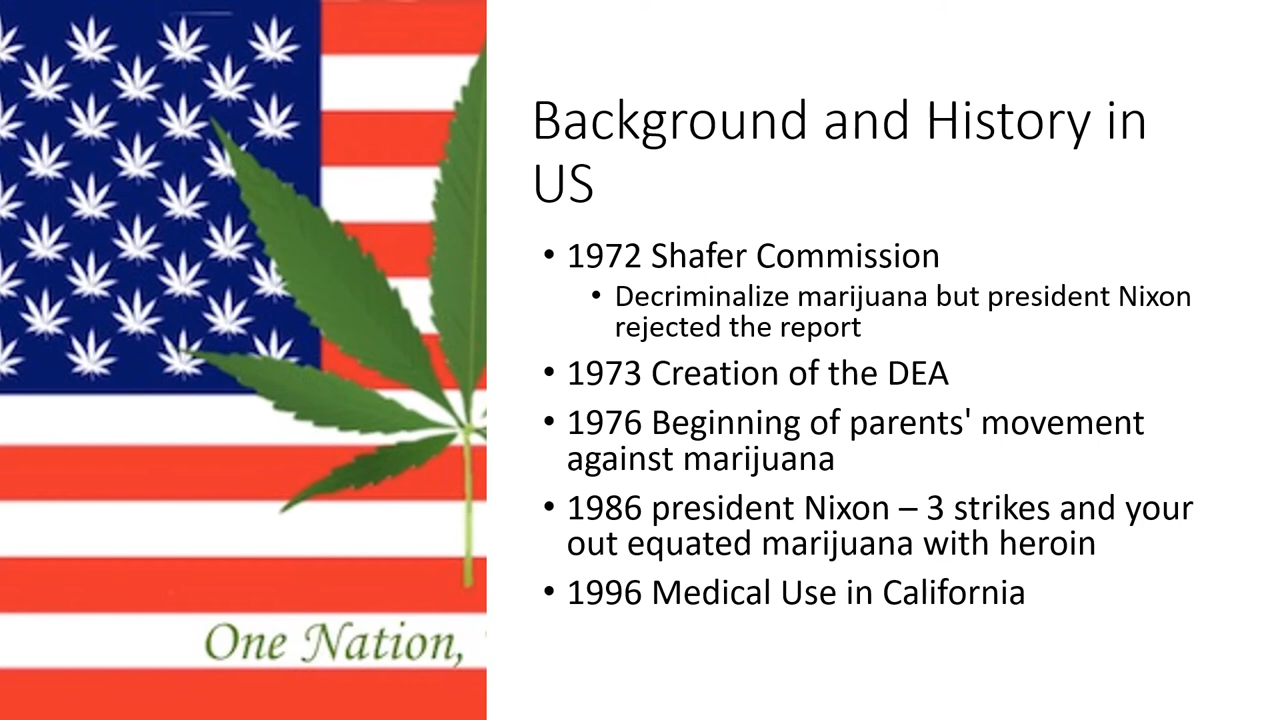 Background and History in
US
• 1972 Shafer Commission
• Decriminalize marijuana but president Nixon
rejected the report
• 1973 Creation of the DEA
• 1976 Beginning of parents' movement
against marijuana
• 1986 president Nixon – 3 strikes and your
out equated marijuana with heroin
• 1996 Medical Use in California
One Nation,